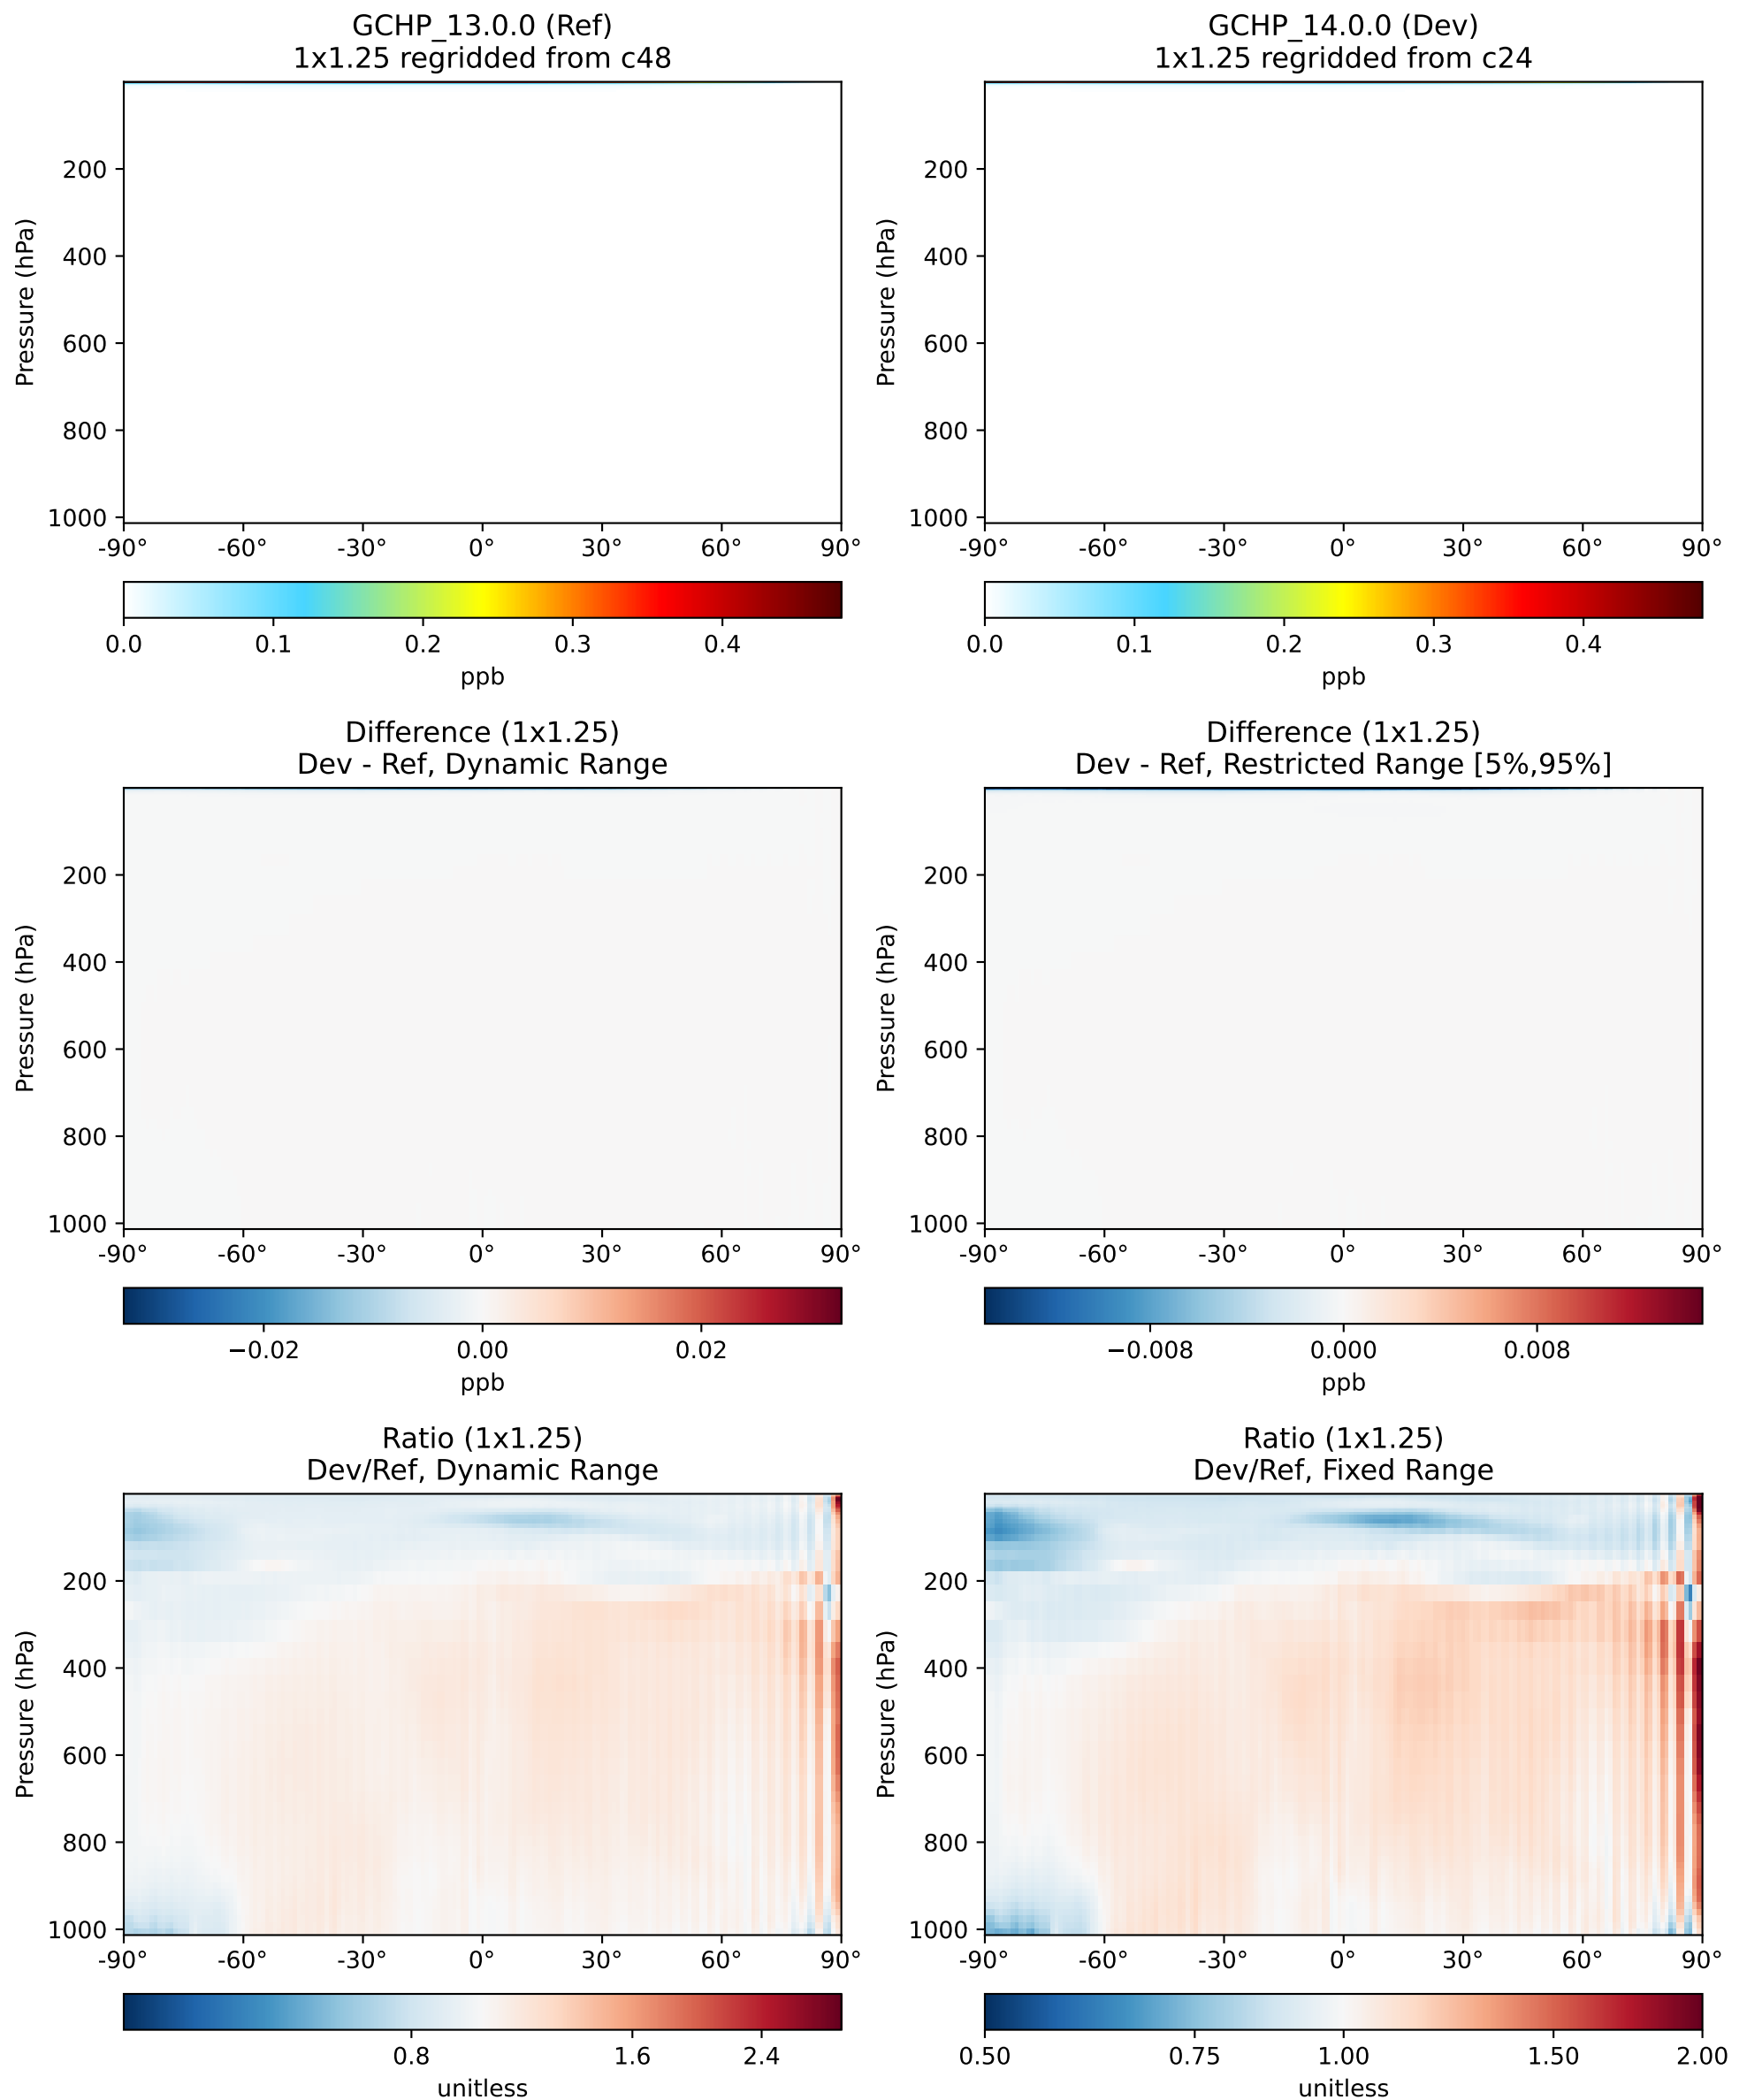 GCHP_13.0.0 (Ref)
1x1.25 regridded from c48
Pressure (hPa)
200
400
600
800
1000
-90° -60° -30° 0° 30° 60° 90°
0.0 0.1 0.2 0.3 0.4
ppb
GCHP_14.0.0 (Dev)
1x1.25 regridded from c24
Pressure (hPa)
200
400
600
800
1000
-90° -60° -30° 0° 30° 60° 90°
0.0 0.1 0.2 0.3 0.4
ppb
Difference (1x1.25)
Dev - Ref, Dynamic Range
Pressure (hPa)
200
400
600
800
1000
-90° -60° -30° 0° 30° 60° 90°
−0.02 0.00 0.02
ppb
Difference (1x1.25)
Dev - Ref, Restricted Range [5%,95%]
Pressure (hPa)
200
400
600
800
1000
-90° -60° -30° 0° 30° 60° 90°
−0.008 0.000 0.008
ppb
Ratio (1x1.25)
Dev/Ref, Dynamic Range
Pressure (hPa)
200
400
600
800
1000
-90° -60° -30° 0° 30° 60° 90°
0.8 1.6 2.4
unitless
Ratio (1x1.25)
Dev/Ref, Fixed Range
Pressure (hPa)
200
400
600
800
1000
-90° -60° -30° 0° 30° 60° 90°
0.50 0.75 1.00 1.50 2.00
unitless